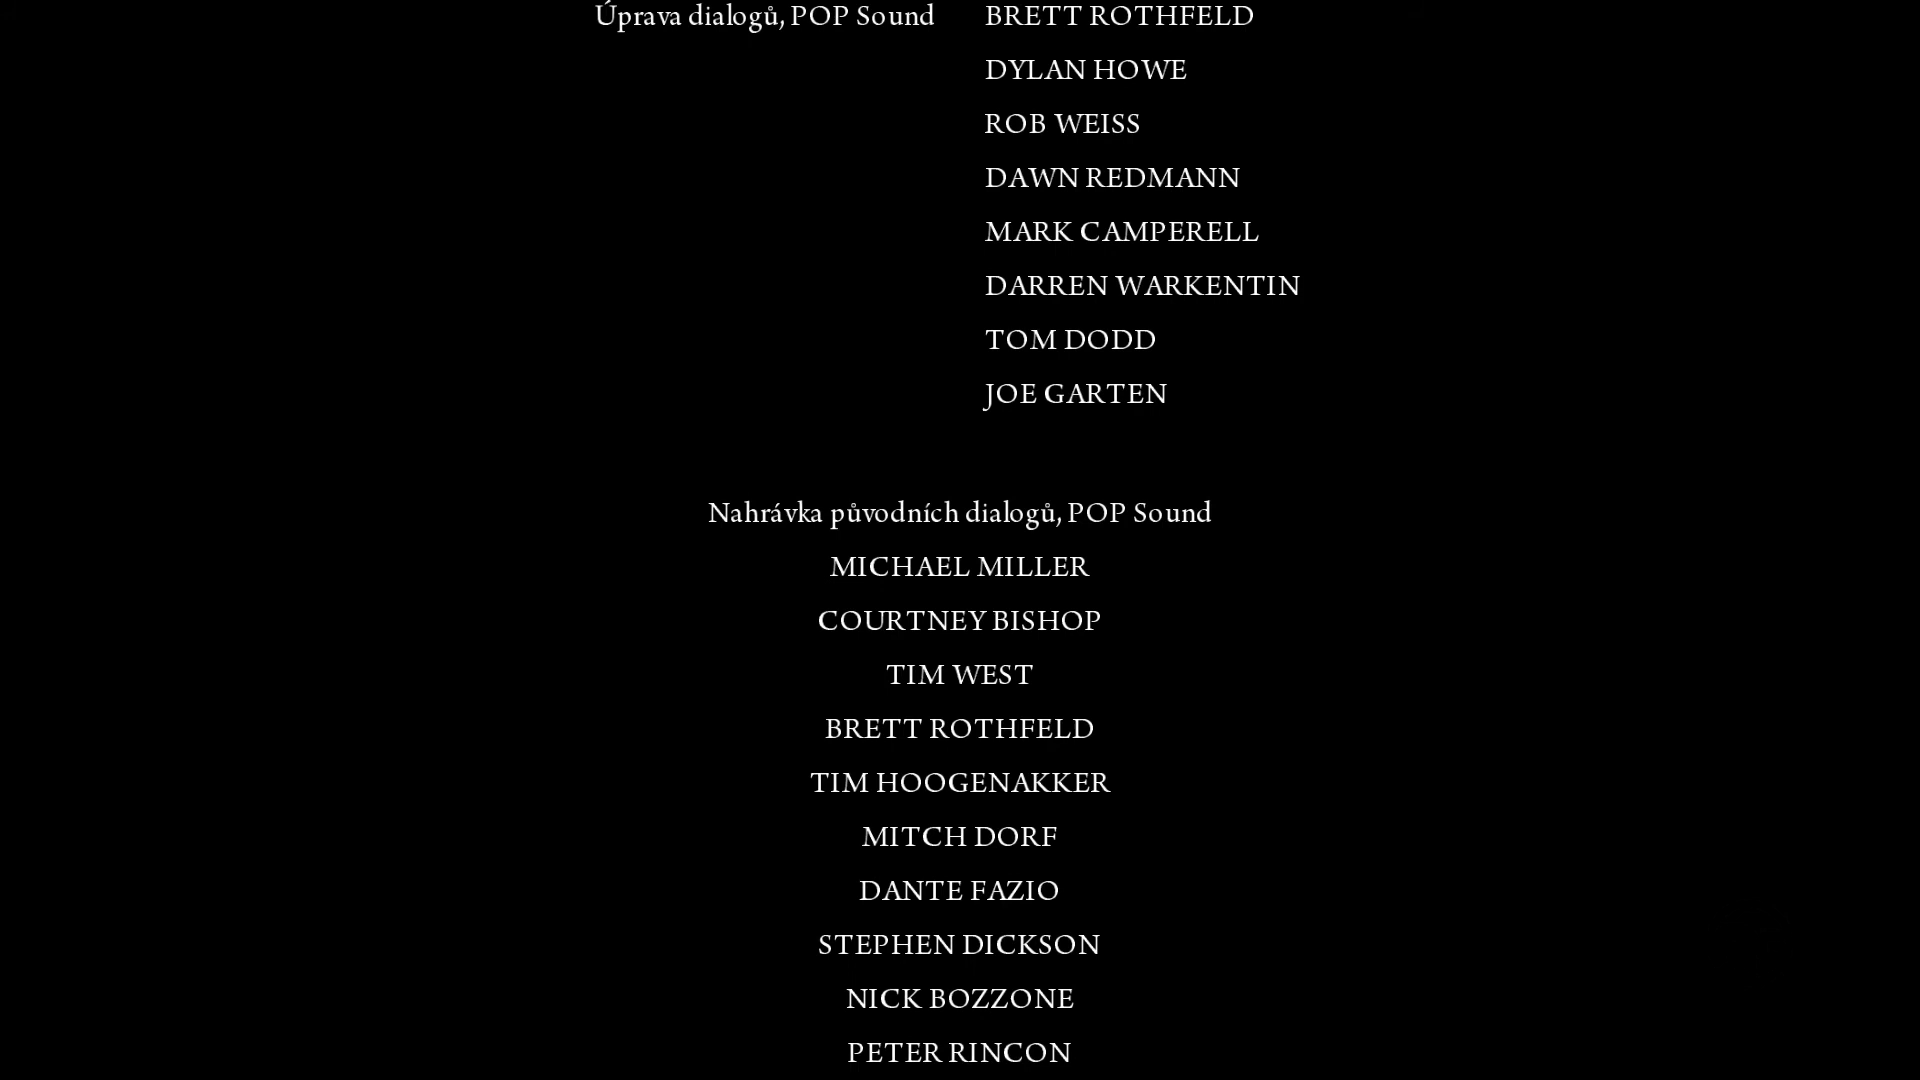 Úprava dialogů, POP Sound BRETT ROTHFELD
DYLAN HOWE
ROB WEISS
DAWN REDMANN
MARK CAMPERELL
DARREN WARKENTIN
TOM DODD
JOE GARTEN
Nahrávka původních dialogů, POP Sound
MICHAEL MILLER
COURTNEY BISHOP
TIM WEST
BRETT ROTHFELD
TIM HOOGENAKKER
MITCH DORF
DANTE FAZIO
STEPHEN DICKSON
NICK BOZZONE
PETER RINCON